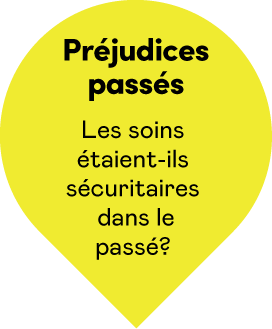 Préjudices
passés
Les soins
étaient-ils
sécuritaires
dans le
passé?